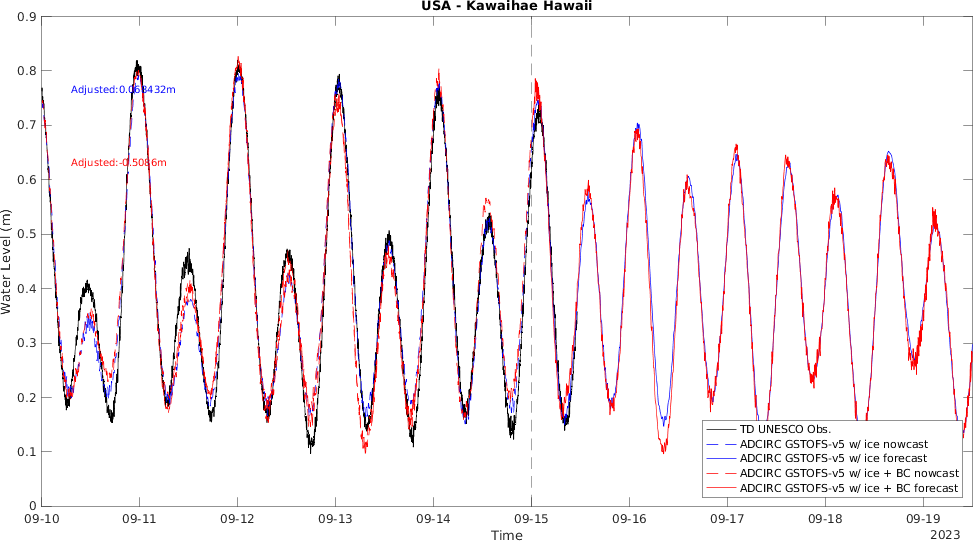 USA - Kawaihae Hawaii
0.9
0.8
0.7
0.6
0.5
0.4
0.3
0.2
0.1
0
Water Level (m)
Adjusted:0.068432m
Adjusted:-0.5086m
TD UNESCO Obs.
ADCIRC GSTOFS-v5 w/ ice nowcast
ADCIRC GSTOFS-v5 w/ ice forecast
ADCIRC GSTOFS-v5 w/ ice + BC nowcast
ADCIRC GSTOFS-v5 w/ ice + BC forecast
09-10 09-11 09-12 09-13 09-14 09-15 09-16 09-17 09-18 09-19
Time
2023